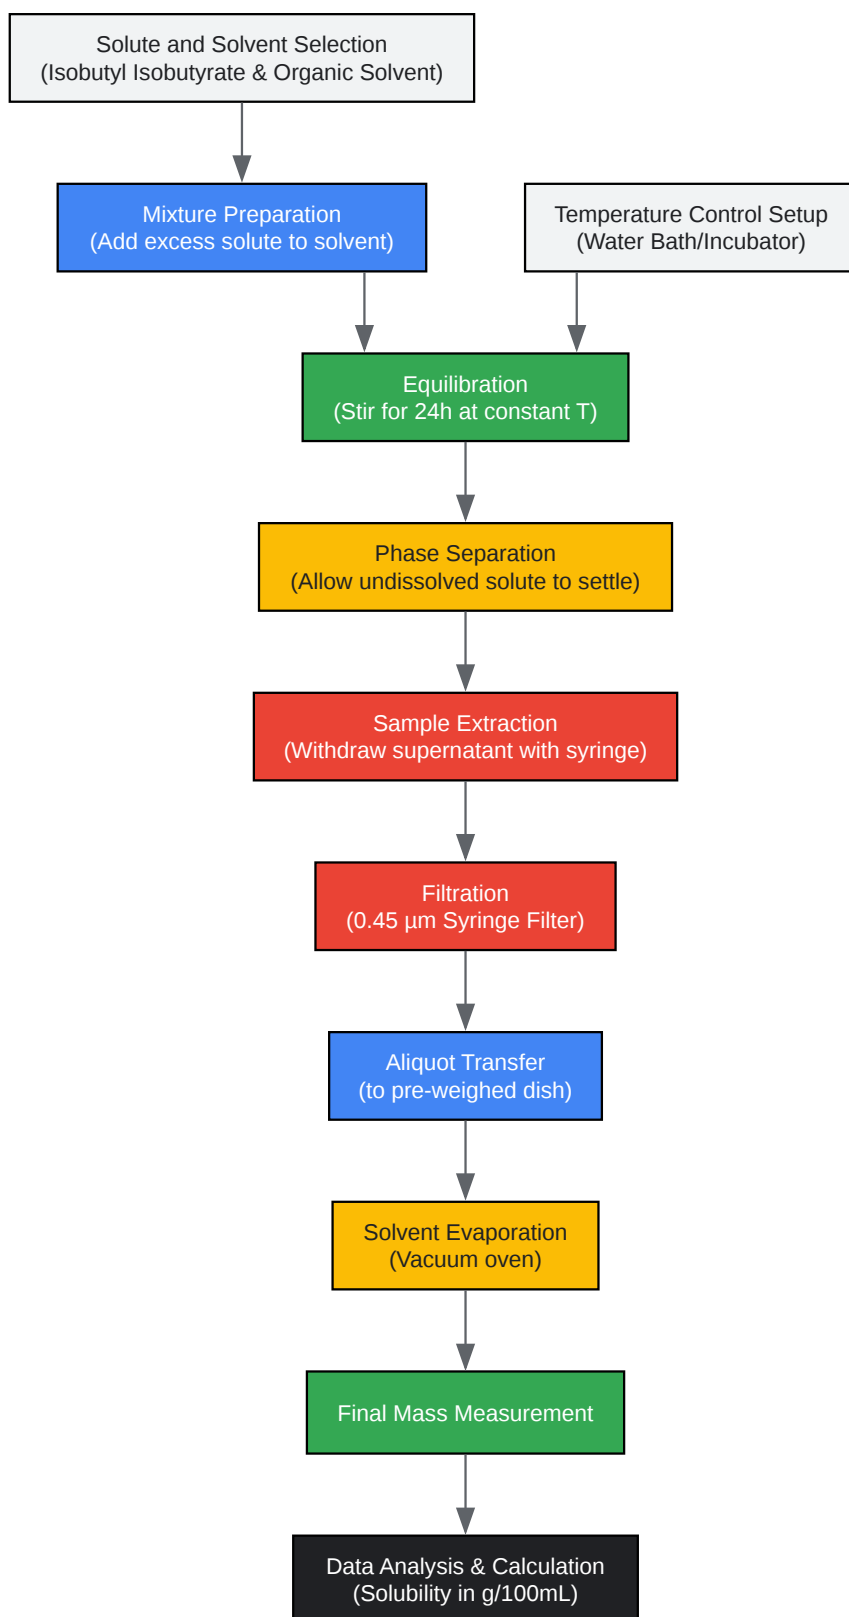 Solute and Solvent Selection
(Isobutyl Isobutyrate & Organic Solvent)
Mixture Preparation
(Add excess solute to solvent)
Temperature Control Setup
(Water Bath/Incubator)
Equilibration
(Stir for 24h at constant T)
Phase Separation
(Allow undissolved solute to settle)
Sample Extraction
(Withdraw supernatant with syringe)
Filtration
(0.45 µm Syringe Filter)
Aliquot Transfer
(to pre-weighed dish)
Solvent Evaporation
(Vacuum oven)
Final Mass Measurement
Data Analysis & Calculation
(Solubility in g/100mL)